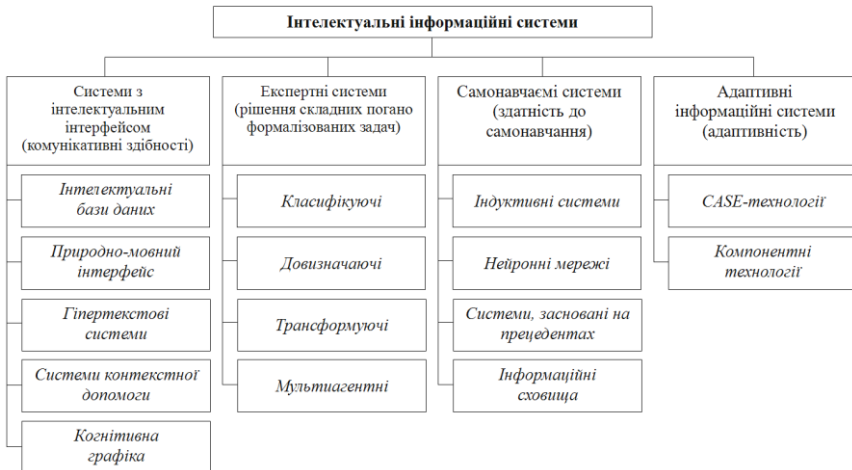 Інтелектуальні інформаційні системи
Системи з
інтелектуальним
інтерфейсом
(комунікативні здібності)
Інтелектуальні
бази даних
Природно-мовний
інтерфейс
Гіпертекстові
системи
Системи контекстної
допомоги
Когнітивна
графіка
Експертні системи
(рішення складних погано
формалізованих задач)
Класифікуючі
Довизначаючі
Трансформуючі
Мультиагентні
Самонавчаємі системи
(здатність до
самонавчання)
Індуктивні системи
Нейронні мережі
Системи, засновані на
прецедентах
Інформаційні
сховища
Адаптивні
інформаційні системи
(адаптивність)
CASE-технології
Компонентні
технології